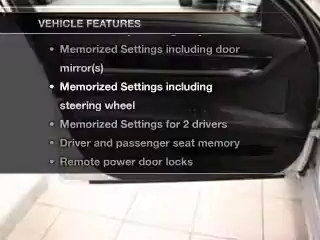 VEHICLE FEATURES
• Memorized Settings including door
mirror(s)
• Memorized Settings including
steering wheel
• Memorized Settings for 2 drivers
• Driver and passenger seat memory
• Remote power door locks